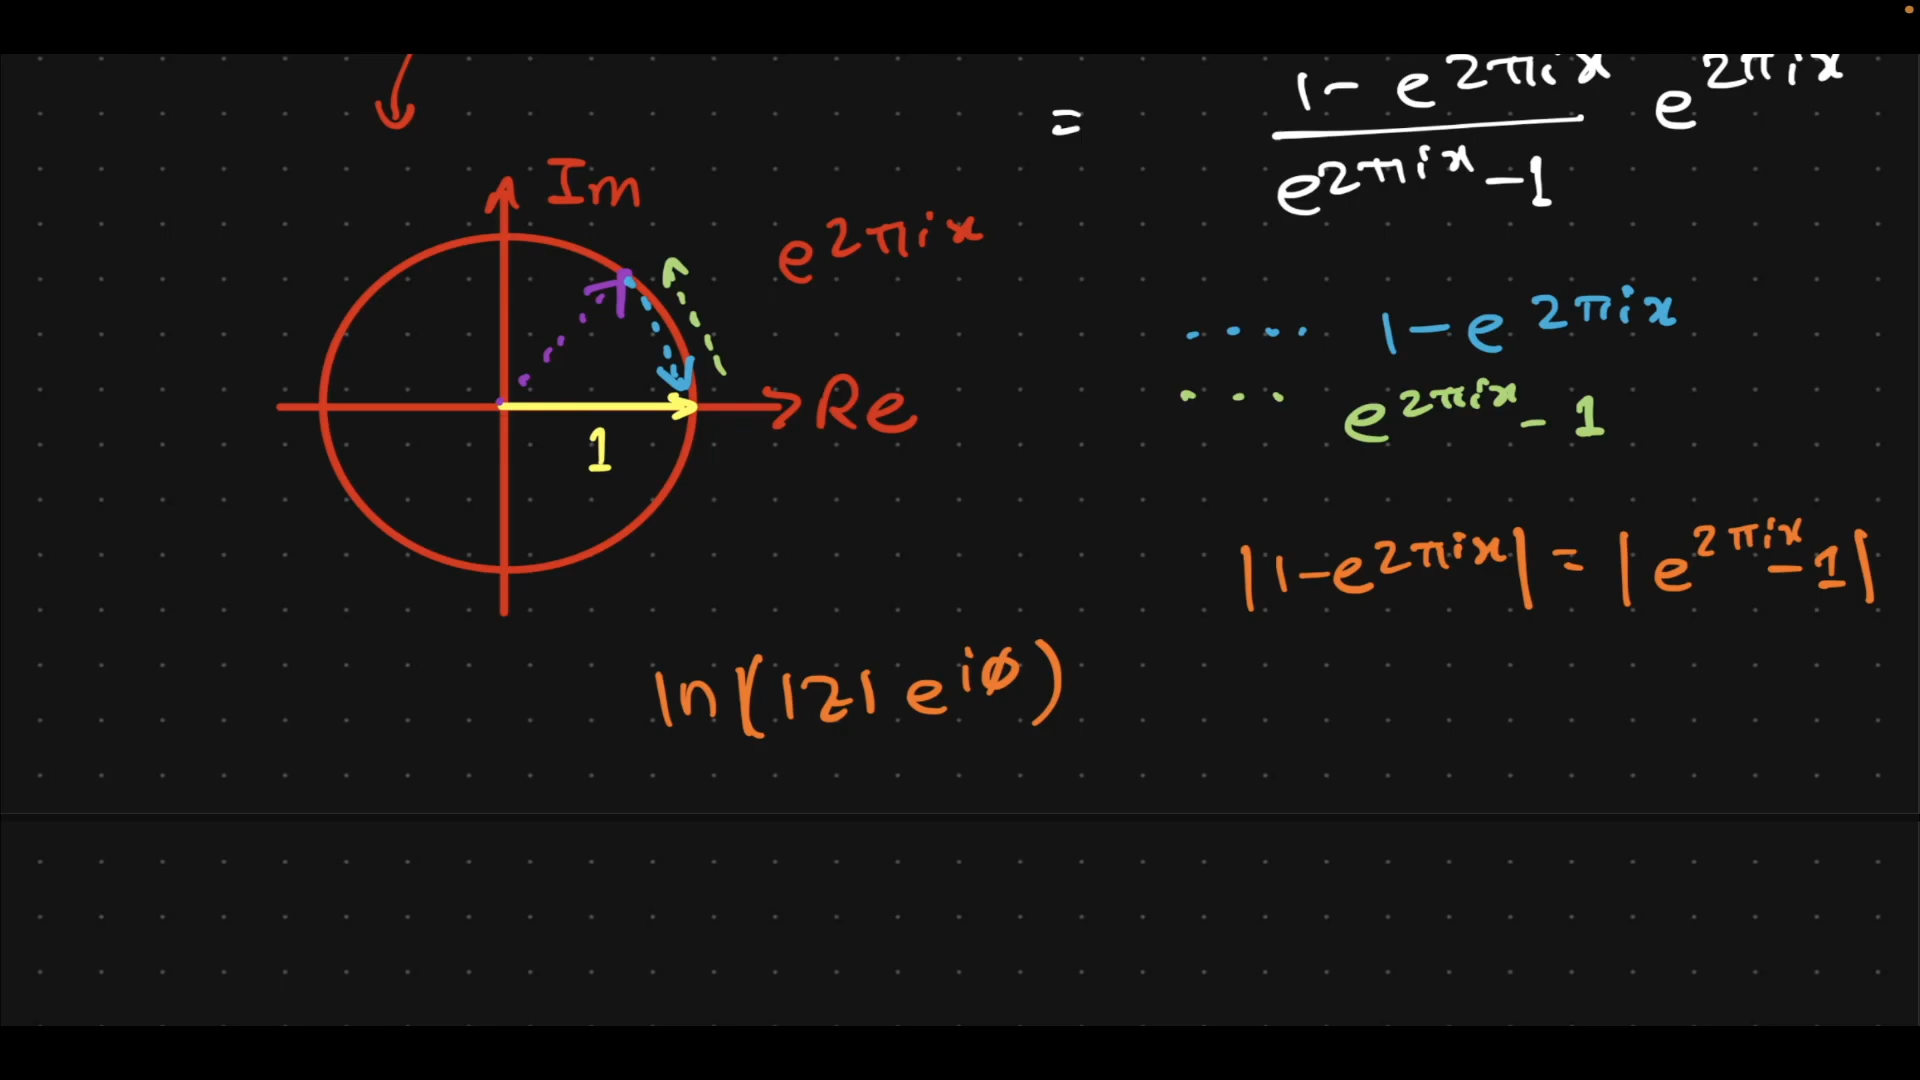 = \frac{1 - e^{2πix}}{e^{2πix} - 1} e^{2πix}
Im
e^{2πix}
.... 1 - e^{2πix}
Re
... e^{2πix} - 1
1
|1 - e^{2πix}| = |e^{2πix} - 1|
ln(|z| e^{iφ})